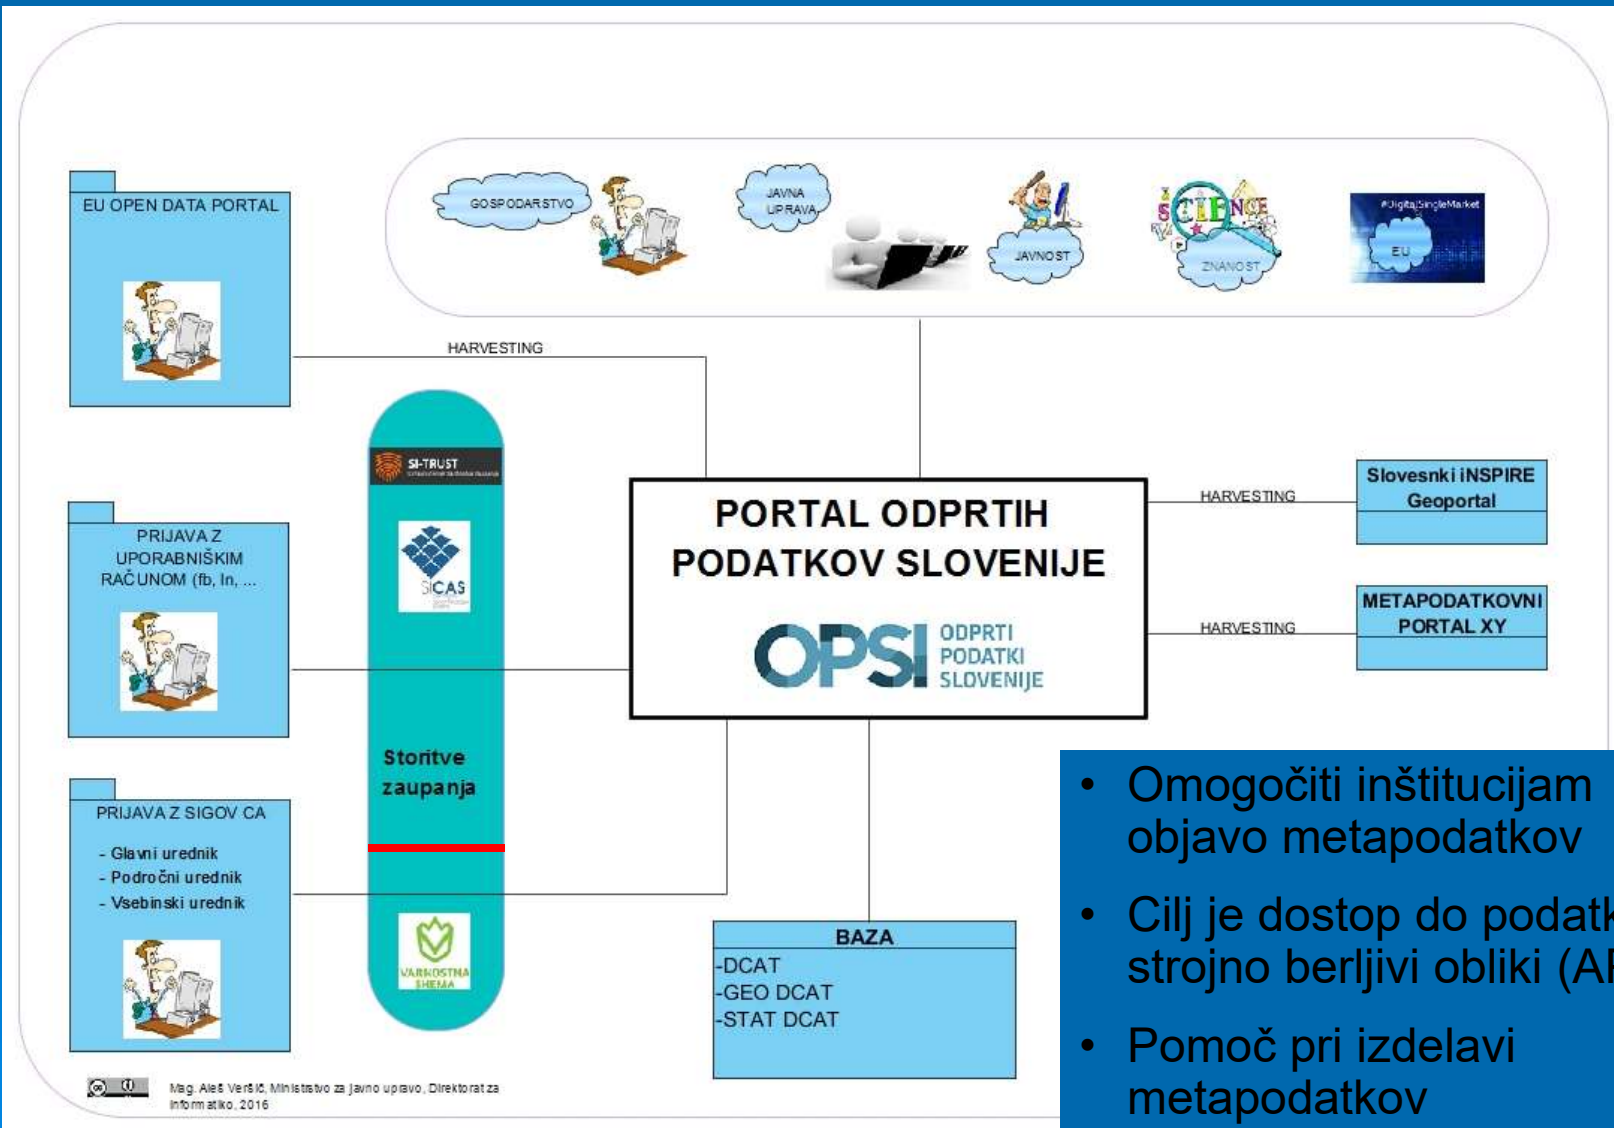 EU OPEN DATA PORTAL
GOSPODARSTVO
JAVNA
UPRAVA
JAVNOST
SCIENCE
ZNANOST
#DigitalSingleMarket
EU
HARVESTING
SI-TRUST
SICAS
PRIJAVA Z
UPORABNIŠKIM
RAČUNOM (fb, In, ...
Storitve
zaupanja
PRIJAVA Z SIGOV CA
- Glavni urednik
- Področni urednik
- Vsebinski urednik
VARNOSTNA
SHEMA
PORTAL ODPRTIH
PODATKOV SLOVENIJE
OPSI
ODPRTI
PODATKI
SLOVENIJE
HARVESTING
Slovesnki iNSPIRE
Geoportal
HARVESTING
METAPODATKOVNI
PORTAL XY
BAZA
-DCAT
-GEO DCAT
-STAT DCAT
• Omogočiti inštitucijam
objavo metapodatkov
• Cilj je dostop do
strojno berljivi obliki
• Pomoč pri izdelavi
metapodatkov
cc
Mag. Aleš Veršič, Ministrstvo za javno upravo, Direktorat za
informatiko, 2016